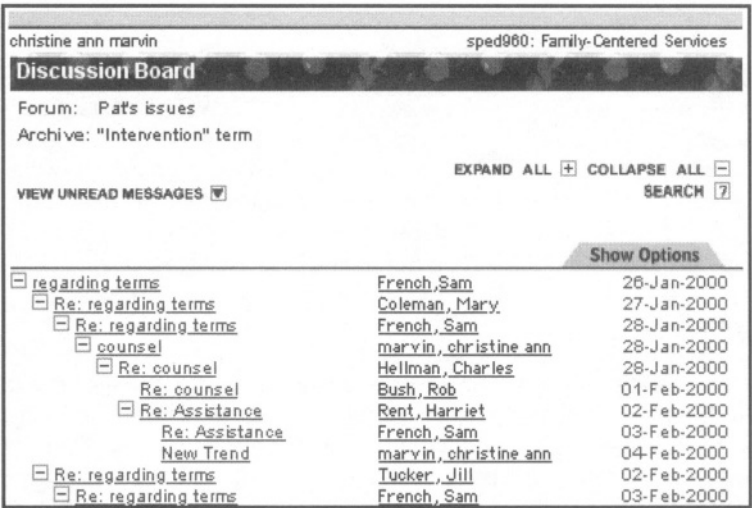 christine ann marvin sped960: Family-Centered Services
Discussion Board
Forum: Pat's issues
Archive: "Intervention" term
EXPAND ALL + COLLAPSE ALL −
VIEW UNREAD MESSAGES SEARCH ?
Show Options
regarding terms French,Sam 26-Jan-2000
Re: regarding terms Coleman, Mary 27-Jan-2000
Re: regarding terms French, Sam 28-Jan-2000
counsel marvin, christine ann 28-Jan-2000
Re: counsel Hellman, Charles 28-Jan-2000
Re: counsel Bush, Rob 01-Feb-2000
Re: Assistance Rent, Harriet 02-Feb-2000
Re: Assistance French, Sam 03-Feb-2000
New Trend marvin, christine ann 04-Feb-2000
Re: regarding terms Tucker, Jill 02-Feb-2000
Re: regarding terms French, Sam 03-Feb-2000